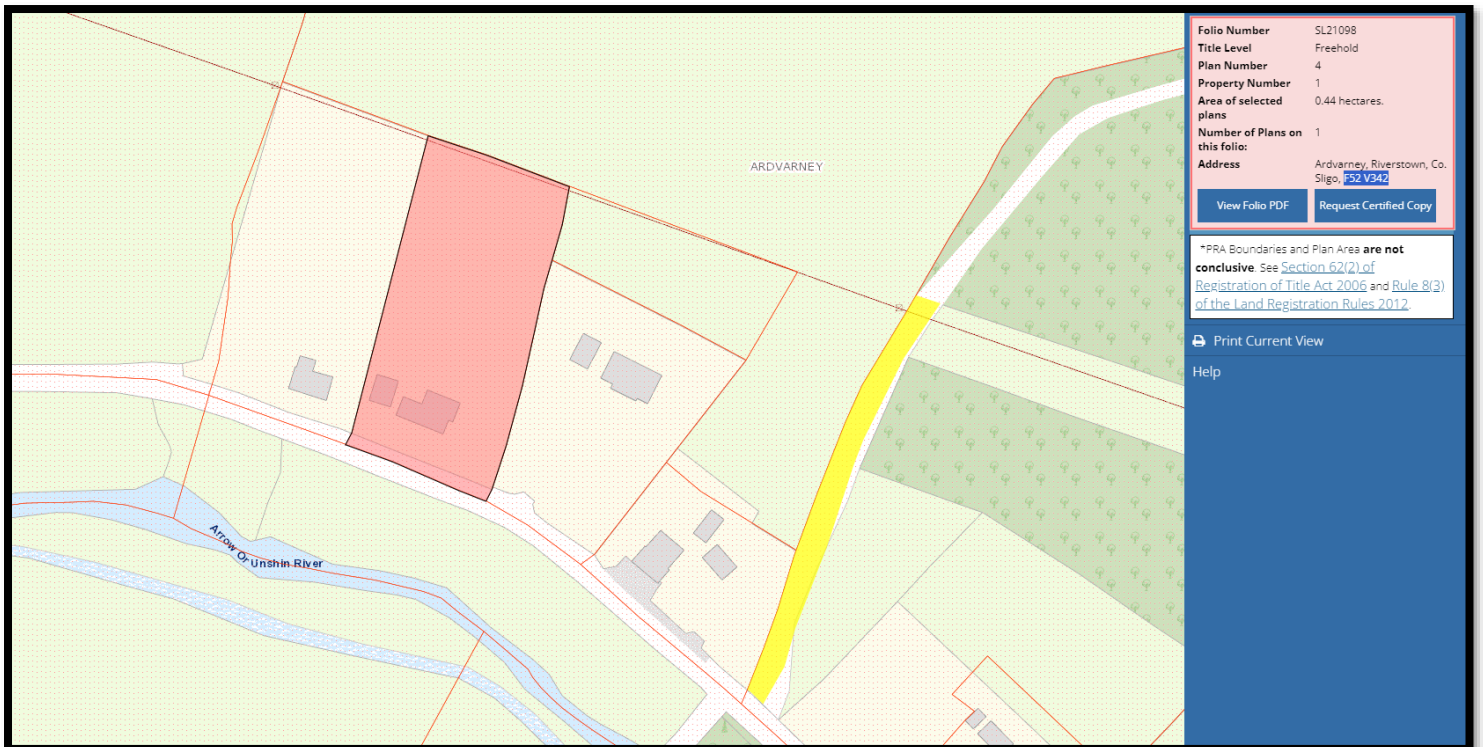 ARDVARNEY
Arrow Or Unshin River
Folio Number SL21098
Title Level Freehold
Plan Number 4
Property Number 1
Area of selected 0.44 hectares.
plans
Number of Plans on 1
this folio:
Address Ardvarney, Riverstown, Co.
Sligo, F52 V342
View Folio PDF Request Certified Copy
*PRA Boundaries and Plan Area are not
conclusive. See Section 62(2) of
Registration of Title Act 2006 and Rule 8(3)
of the Land Registration Rules 2012.
Print Current View
Help